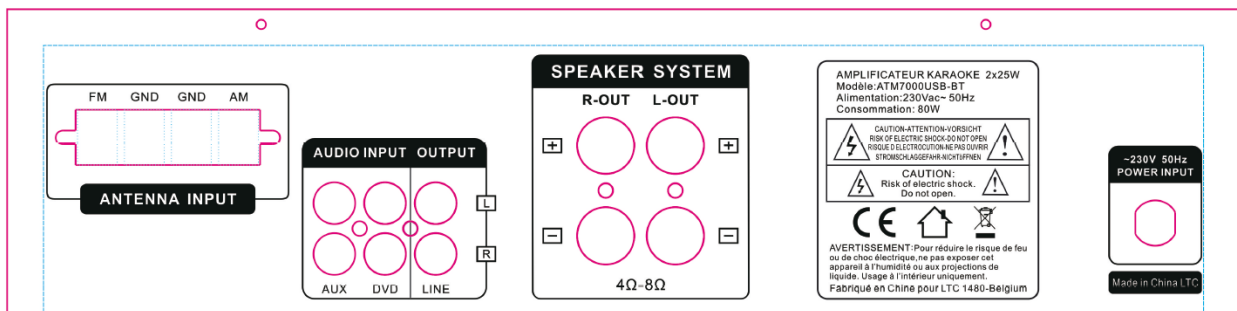 FM GND GND AM
ANTENNA INPUT
AUDIO INPUT OUTPUT
L
R
AUX DVD LINE
SPEAKER SYSTEM
R-OUT L-OUT
+ +
− −
4Ω-8Ω
AMPLIFICATEUR KARAOKE 2x25W
Modèle:ATM7000USB-BT
Alimentation:230Vac~ 50Hz
Consommation: 80W
CAUTION-ATTENTION-VORSICHT
RISK OF ELECTRIC SHOCK-DO NOT OPEN
RISQUE D ELECTROCUTION-NE PAS OUVRIR
STROMSCHLAGGEFAHR-NICHTÖFFNEN
CAUTION:
Risk of electric shock.
Do not open.
CE
AVERTISSEMENT:Pour réduire le risque de feu
ou de choc électrique,ne pas exposer cet
appareil à l'humidité ou aux projections de
liquide. Usage à l'intérieur uniquement.
Fabriqué en Chine pour LTC 1480-Belgium
~230V 50Hz
POWER INPUT
Made in China LTC